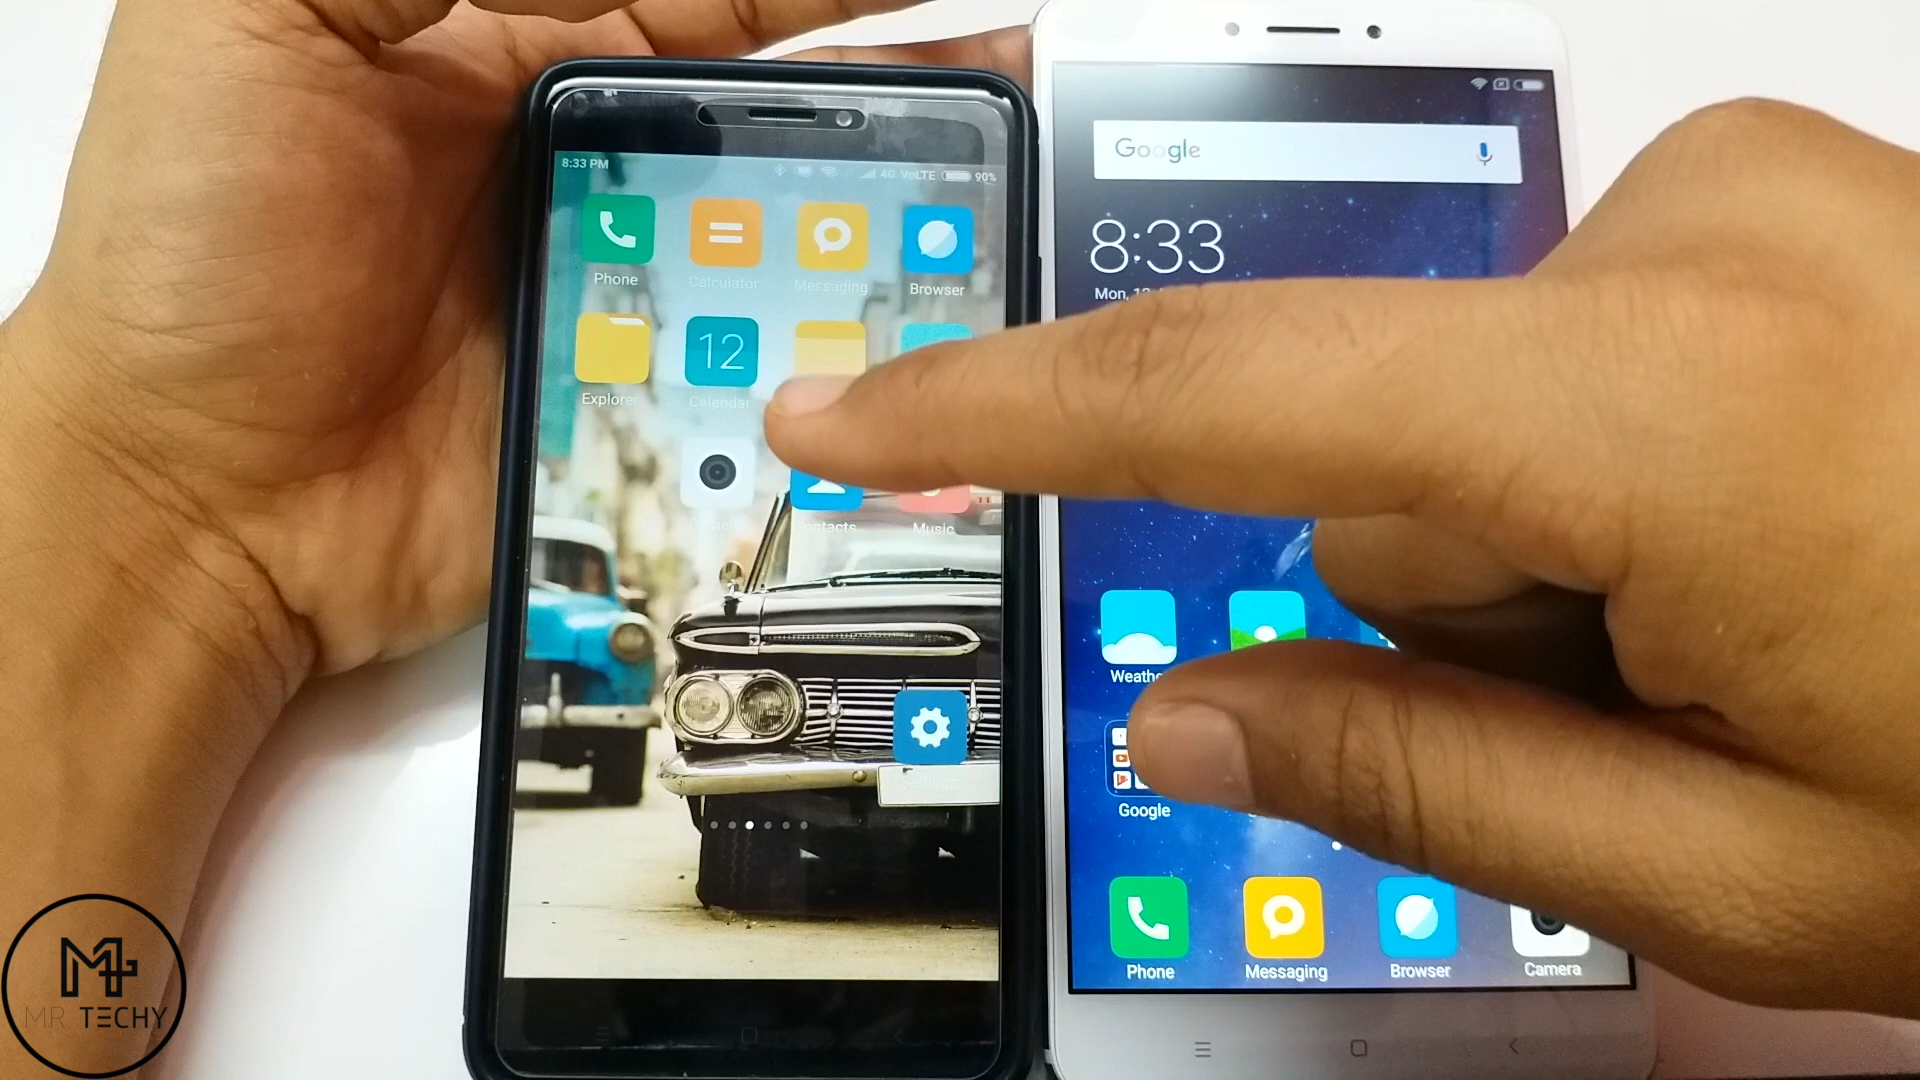 8:33 PM
4G VoLTE 90%
Phone
Calculator
Messaging
Browser
12
Explorer
Calendar
Music
Google
8:33
Mon,
Google
Phone
Messaging
Browser
Camera
MR. TECHY